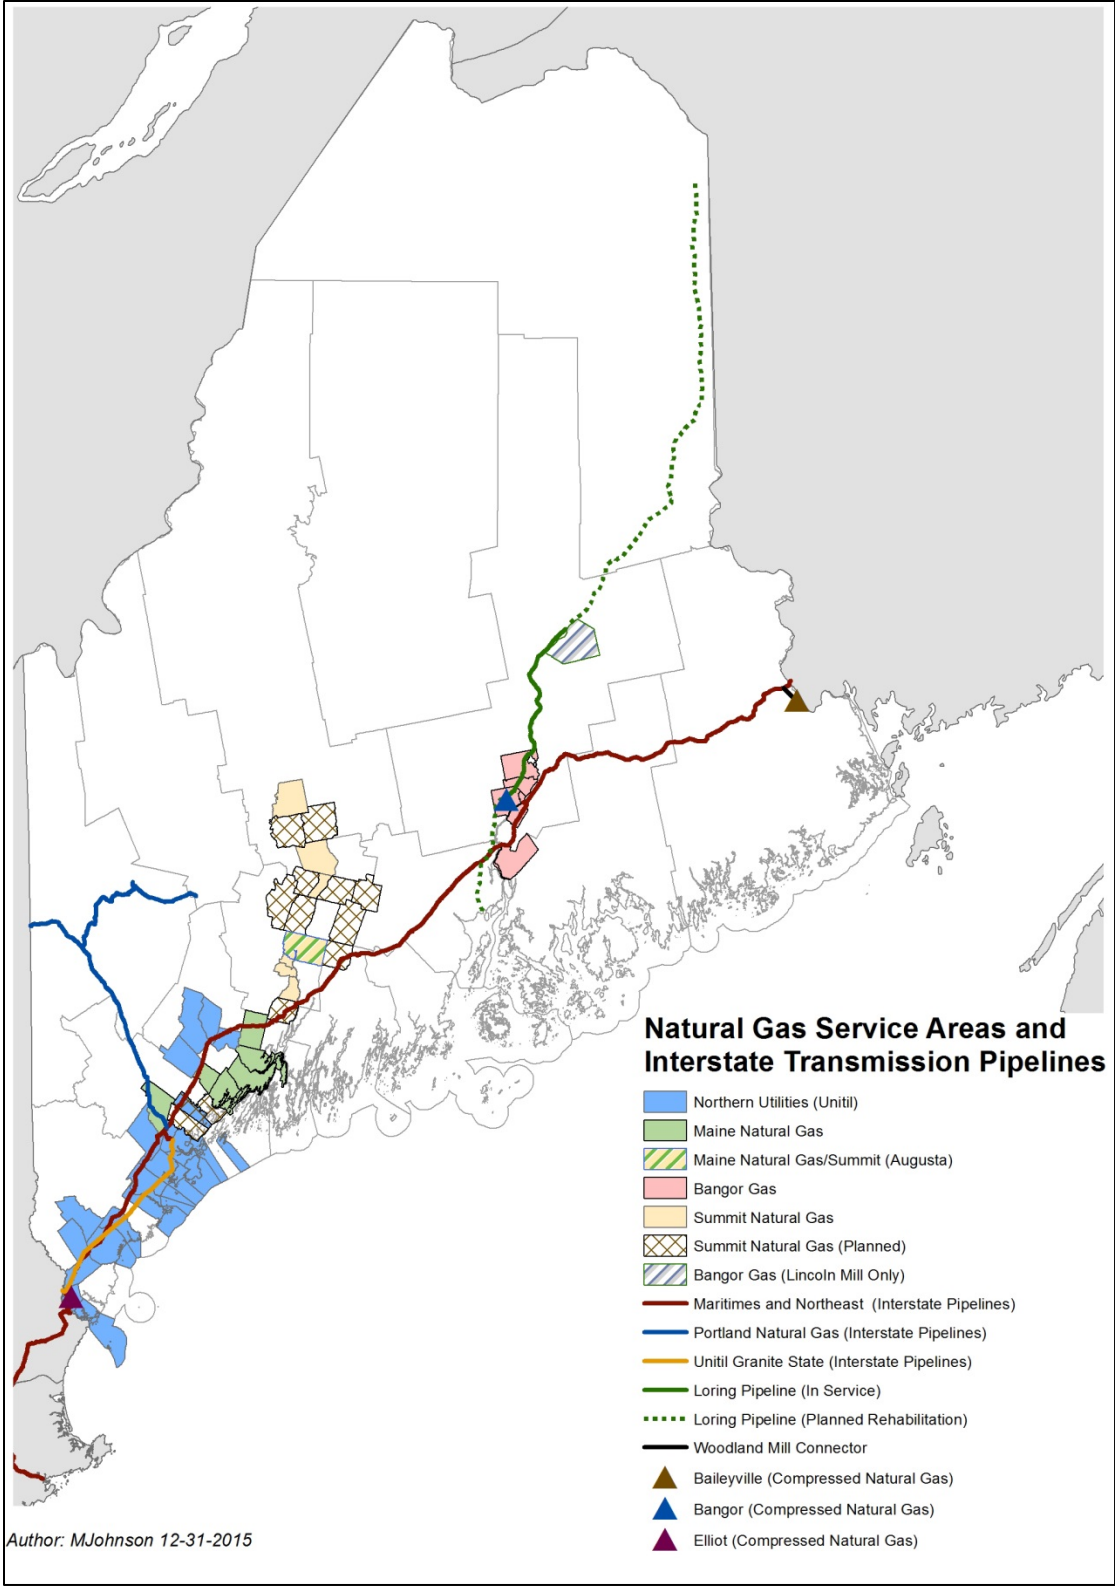 Natural Gas Service Areas and
Interstate Transmission Pipelines
Northern Utilities (Unitil)
Maine Natural Gas
Maine Natural Gas/Summit (Augusta)
Bangor Gas
Summit Natural Gas
Summit Natural Gas (Planned)
Bangor Gas (Lincoln Mill Only)
Maritimes and Northeast (Interstate Pipelines)
Portland Natural Gas (Interstate Pipelines)
Unitil Granite State (Interstate Pipelines)
Loring Pipeline (In Service)
Loring Pipeline (Planned Rehabilitation)
Woodland Mill Connector
Baileyville (Compressed Natural Gas)
Bangor (Compressed Natural Gas)
Elliot (Compressed Natural Gas)
Author: MJohnson 12-31-2015